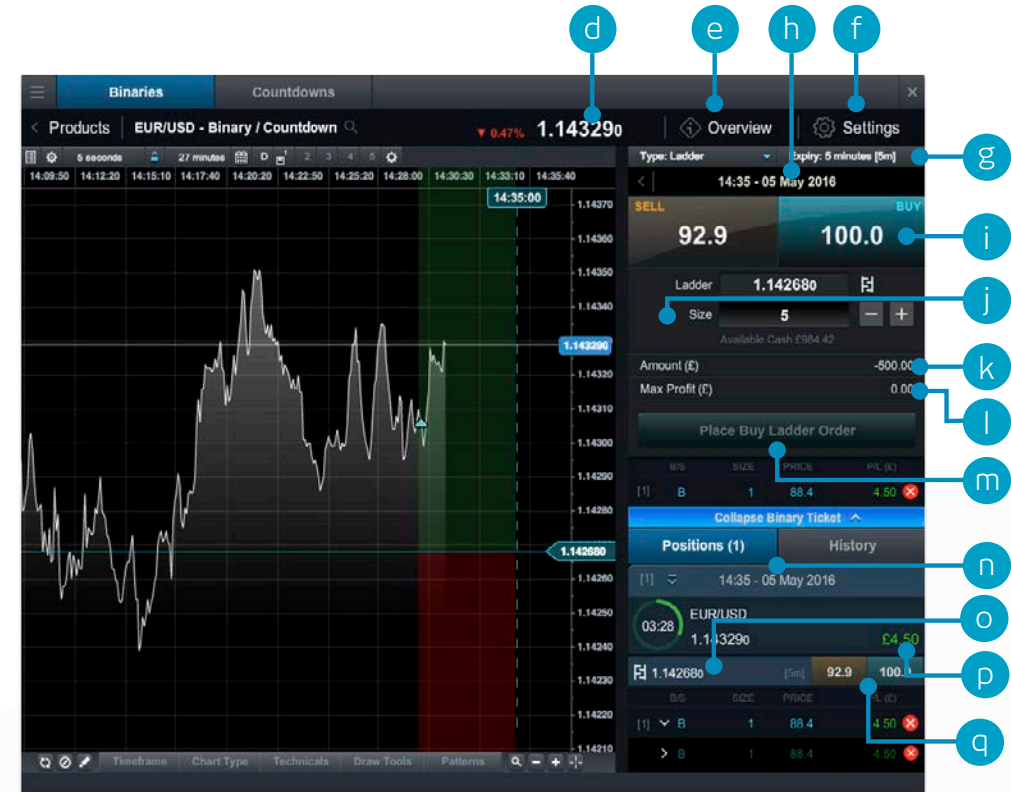 d e h f
Binaries Countdowns ×
< Products EUR/USD - Binary / Countdown ▼ 0.47% 1.143290 Overview Settings
5 seconds 27 minutes D 1 2 3 4 5
Type: Ladder Expiry: 5 minutes [5m] g
14:09:50 14:12:20 14:15:10 14:17:40 14:20:20 14:22:50 14:25:20 14:28:00 14:30:30 14:33:10 14:35:40
< 14:35 - 05 May 2016
14:35:00
1.14370
1.14360
1.14350
1.14340
1.143290
1.14320
1.14310
1.14300
1.14290
1.14280
1.142680
1.14260
1.14250
1.14240
1.14230
1.14220
1.14210
SELL BUY
92.9 100.0 i
Ladder 1.142680
j
Size 5 − +
Available Cash £984.42
Amount (£) -500.00 k
Max Profit (£) 0.00 l
Place Buy Ladder Order
m
B/S SIZE PRICE P/L (£)
[1] B 1 88.4 4.50
Collapse Binary Ticket
Positions (1) History
n
[1] 14:35 - 05 May 2016
03:28 EUR/USD
1.143290 £4.50
o
1.142680 [5m] 92.9 100.0
p
B/S SIZE PRICE P/L (£)
[1] B 1 88.4 4.50
q
B 1 88.4 4.50
Timeframe Chart Type Technicals Draw Tools Patterns